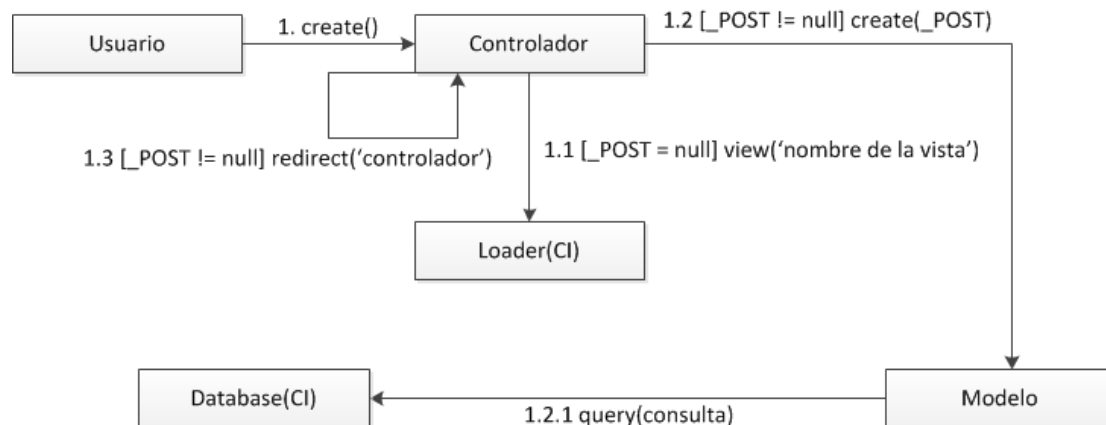 1.2 [_POST != null] create(_POST)
Usuario
1. create()
Controlador
1.3 [_POST != null] redirect(‘controlador’)
1.1 [_POST = null] view(‘nombre de la vista’)
Loader(CI)
Database(CI)
1.2.1 query(consulta)
Modelo